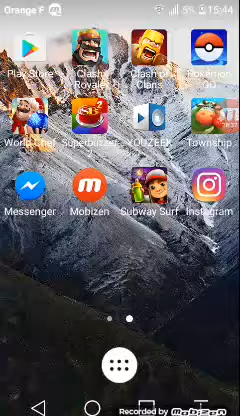 Orange F 5% 15:44
Play Store Clash Royale Clash of Clans Pokémon GO
World Chef Superbuzzer YOUZEEK Township
Messenger Mobizen Subway Surf Instagram
Recorded by Mobizen